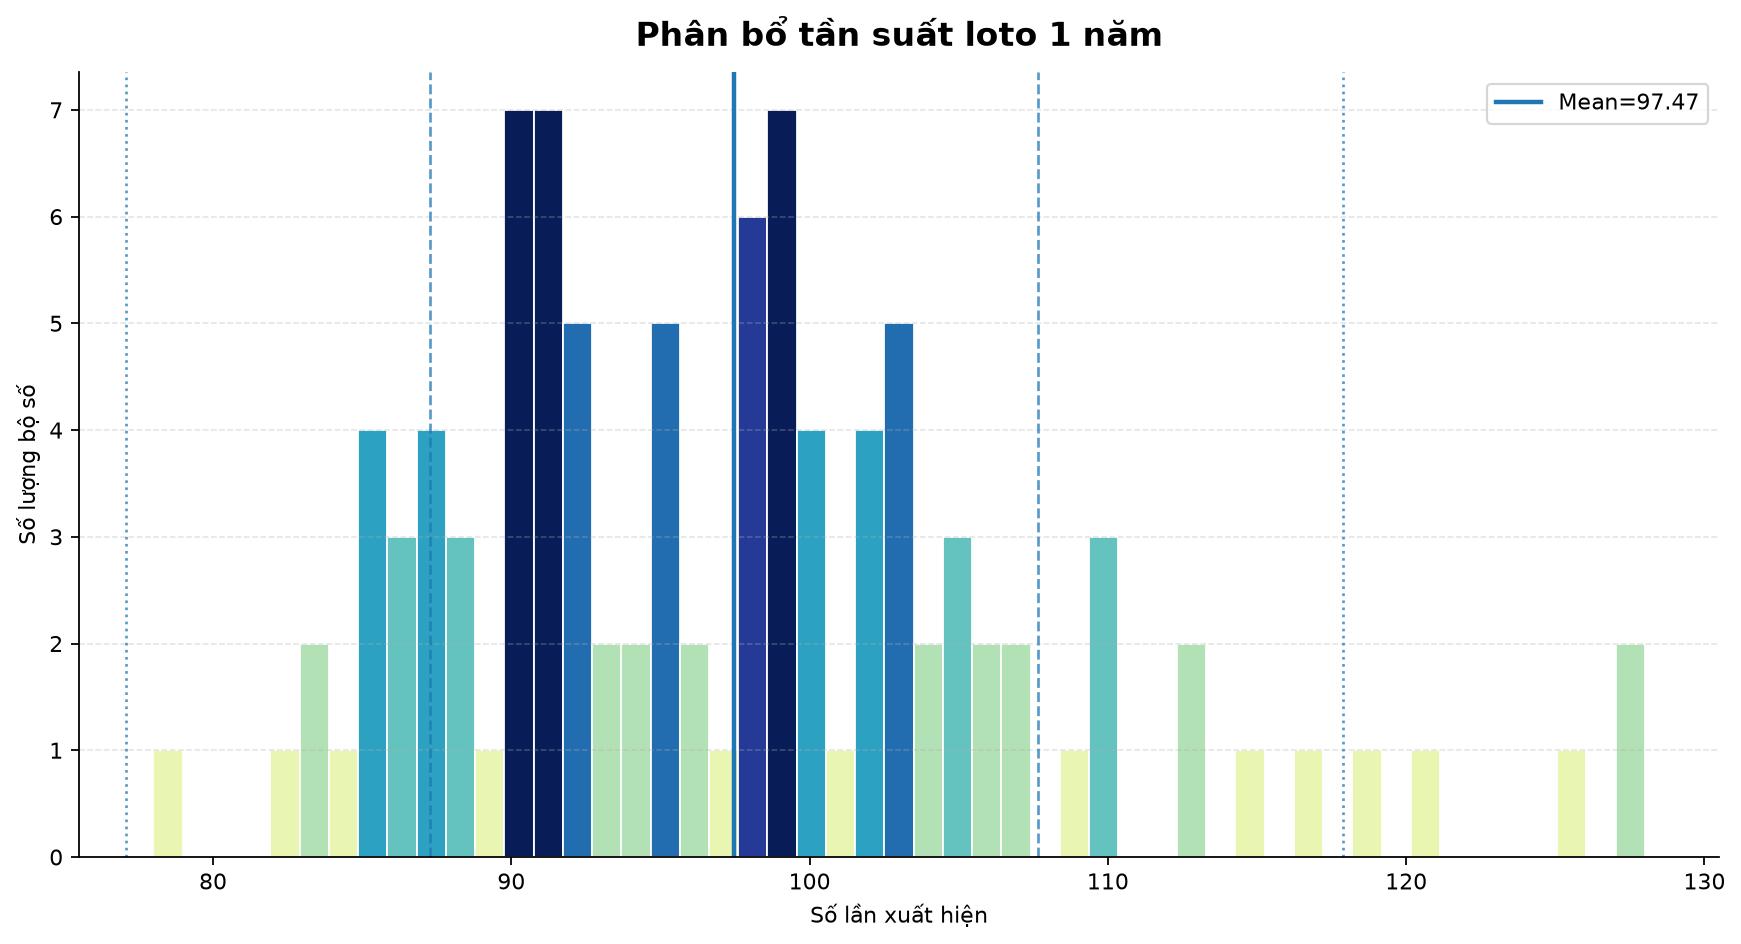 Phân bổ tần suất loto 1 năm
Mean=97.47
Số lượng bộ số
7
6
5
4
3
2
1
0
80 90 100 110 120 130
Số lần xuất hiện